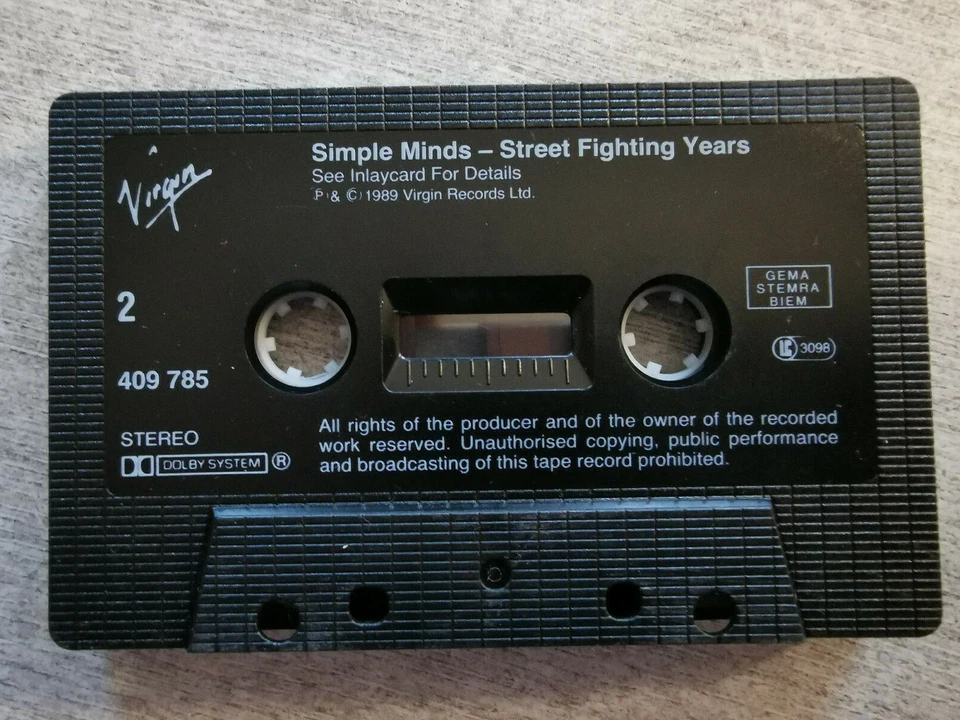 Virgin
Simple Minds – Street Fighting Years
See Inlaycard For Details
℗ & © 1989 Virgin Records Ltd.
2
GEMA
STEMRA
BIEM
LC 3098
409 785
STEREO
DOLBY SYSTEM ®
All rights of the producer and of the owner of the recorded
work reserved. Unauthorised copying, public performance
and broadcasting of this tape record prohibited.